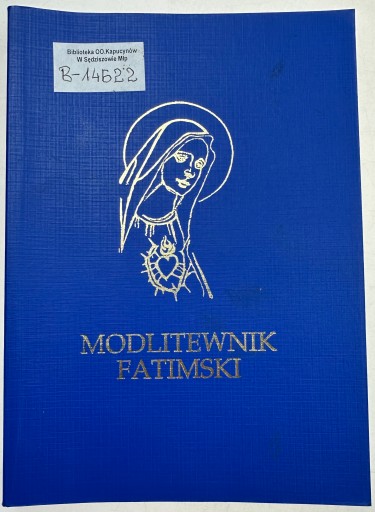 Biblioteka OO.Kapucynów
W Sędziszowie Młp
B-14622
MODLITEWNIK
FATIMSKI